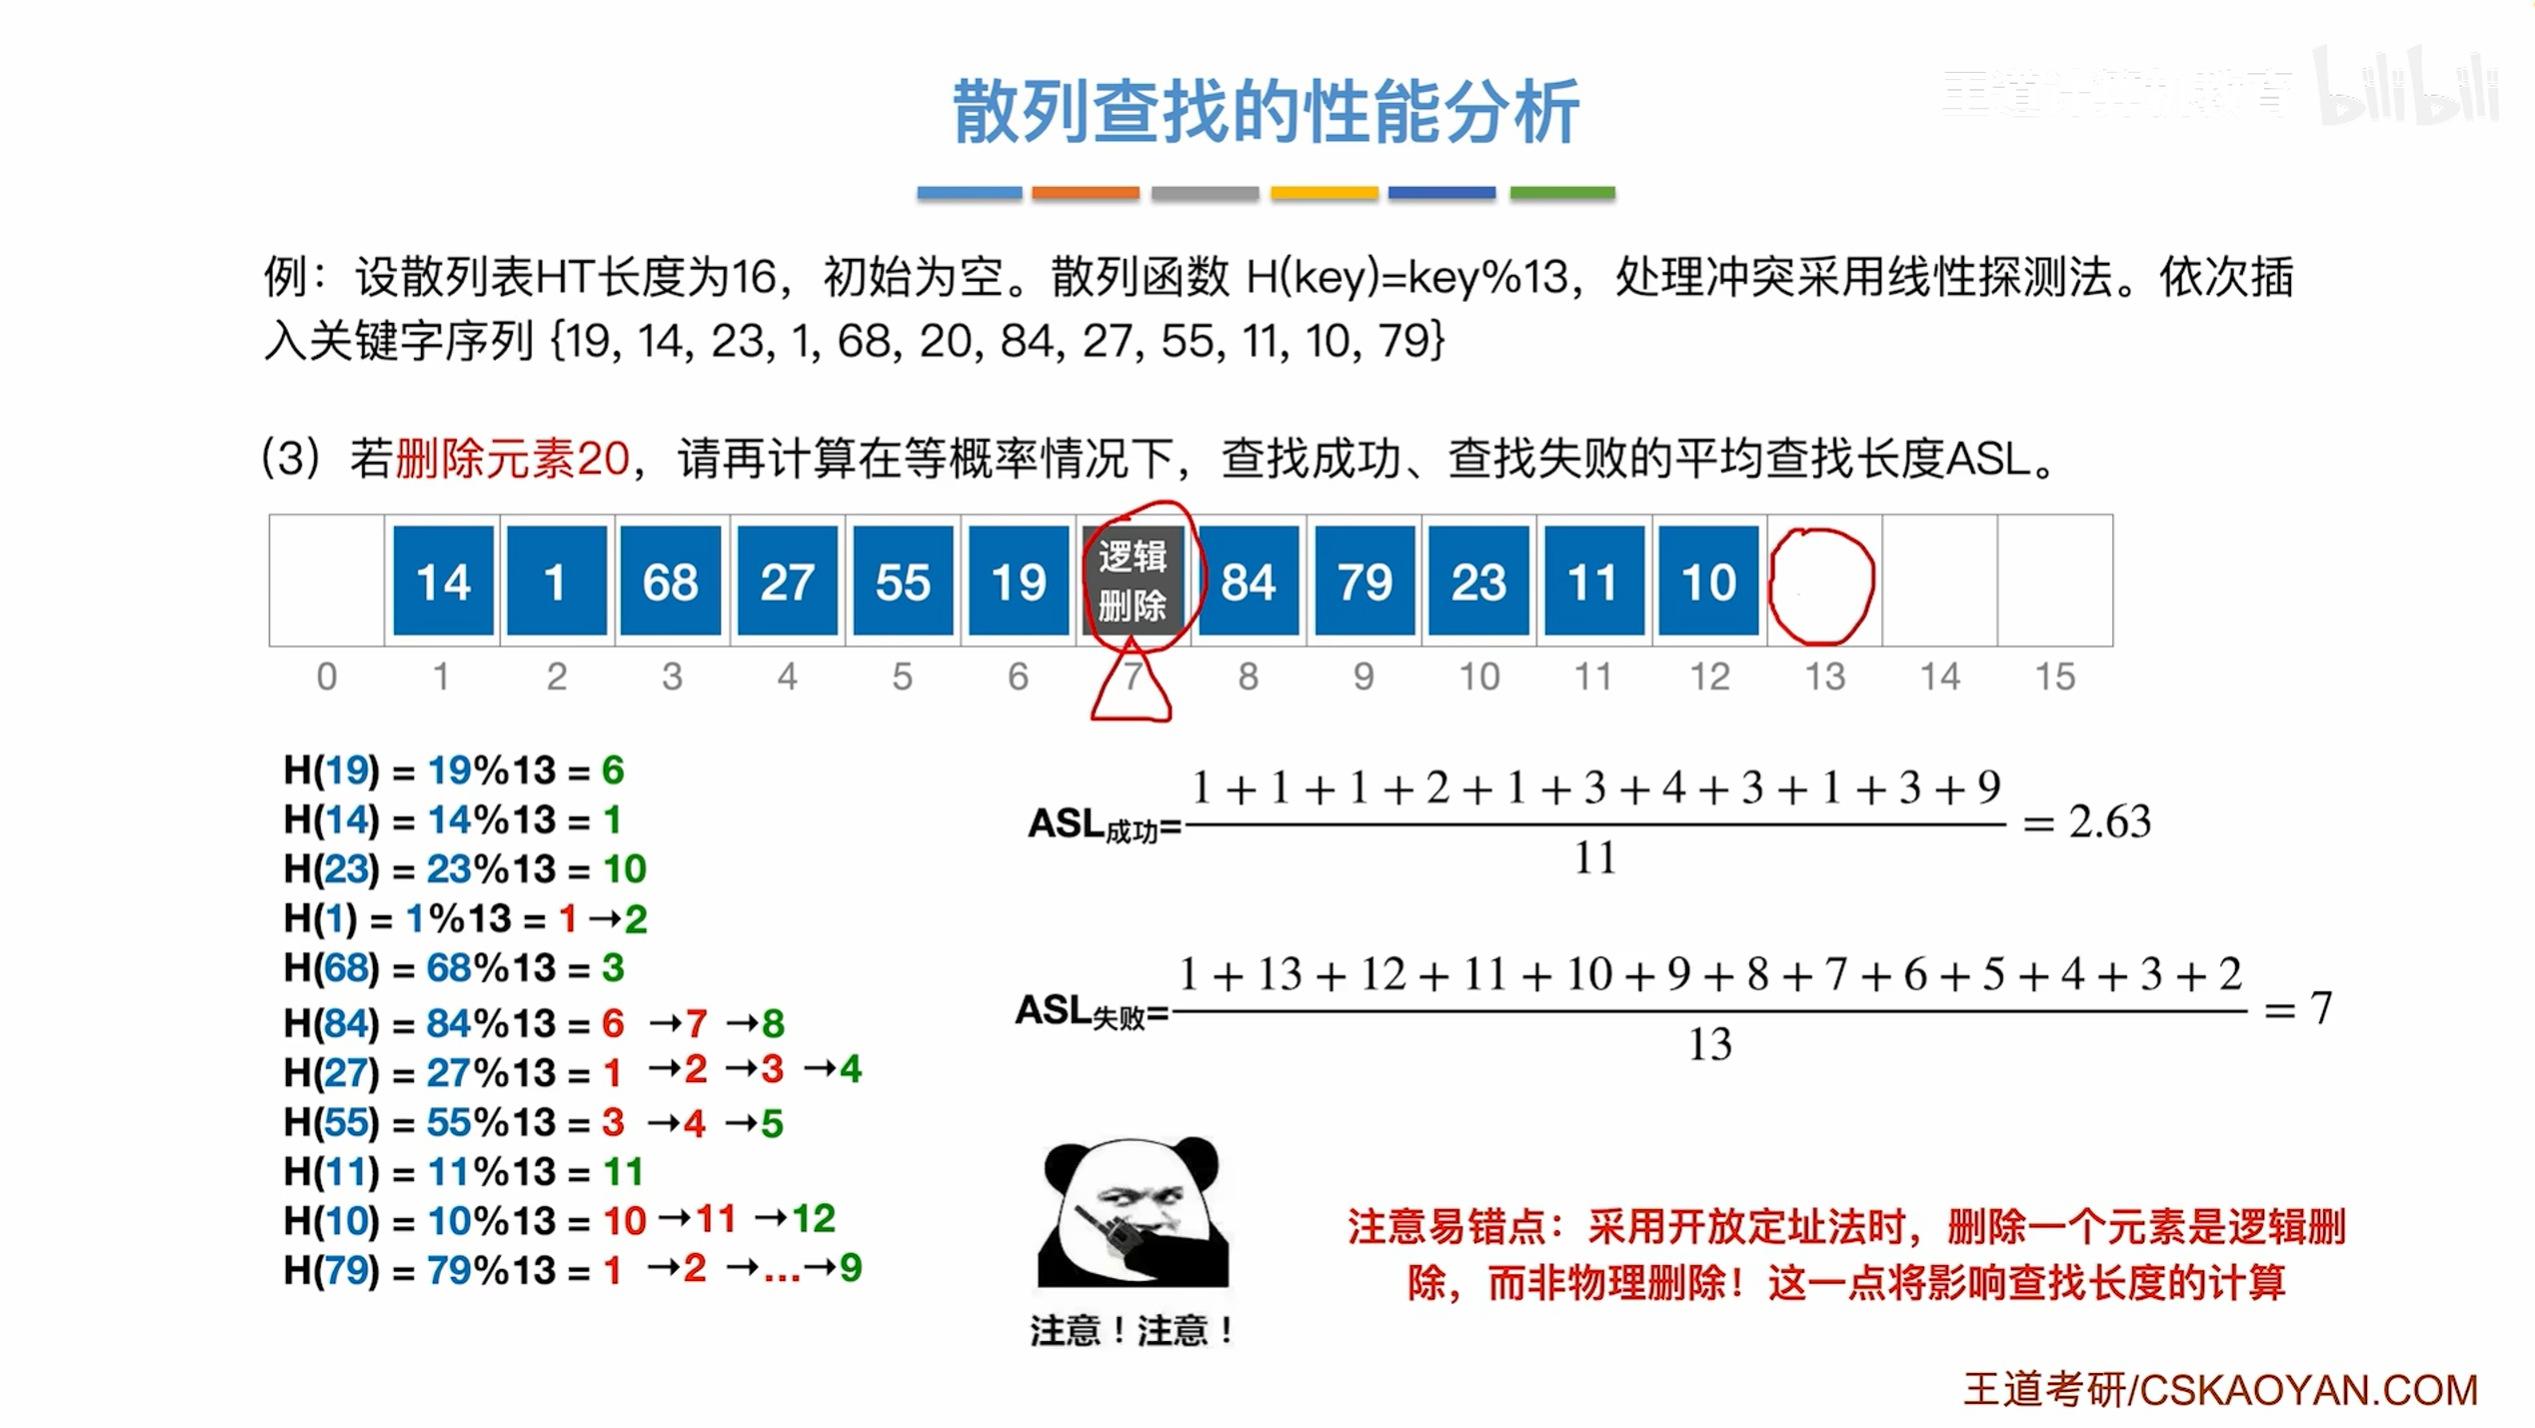 散列查找的性能分析
王道计算机教育 bilibili
例：设散列表HT长度为16，初始为空。散列函数 H(key)=key%13，处理冲突采用线性探测法。依次插
入关键字序列 {19, 14, 23, 1, 68, 20, 84, 27, 55, 11, 10, 79}
（3）若删除元素20，请再计算在等概率情况下，查找成功、查找失败的平均查找长度ASL。
14 1 68 27 55 19 逻辑删除 84 79 23 11 10
0 1 2 3 4 5 6 7 8 9 10 11 12 13 14 15
H(19) = 19%13 = 6
H(14) = 14%13 = 1
H(23) = 23%13 = 10
H(1) = 1%13 = 1 →2
H(68) = 68%13 = 3
H(84) = 84%13 = 6 →7 →8
H(27) = 27%13 = 1 →2 →3 →4
H(55) = 55%13 = 3 →4 →5
H(11) = 11%13 = 11
H(10) = 10%13 = 10 →11 →12
H(79) = 79%13 = 1 →2 →...→9
1 + 1 + 1 + 2 + 1 + 3 + 4 + 3 + 1 + 3 + 9
ASL成功= = 2.63
11
1 + 13 + 12 + 11 + 10 + 9 + 8 + 7 + 6 + 5 + 4 + 3 + 2
ASL失败= = 7
13
注意！注意！
注意易错点：采用开放定址法时，删除一个元素是逻辑删
除，而非物理删除！这一点将影响查找长度的计算
王道考研/CSKAOYAN.COM